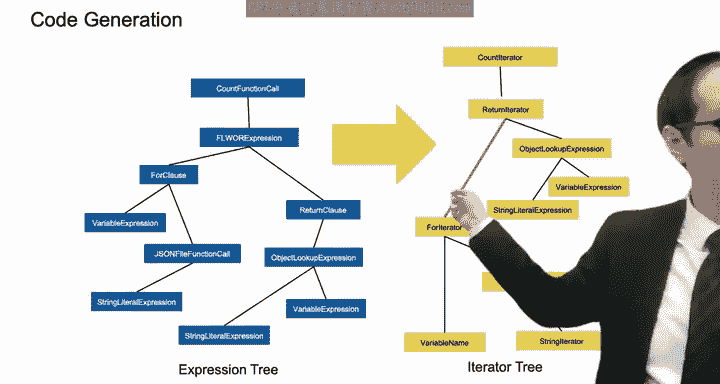 Code Generation
CountFunctionCall
FLWORExpression
ForClause
VariableExpression
ReturnClause
JSONFileFunctionCall
ObjectLookupExpression
StringLiteralExpression
VariableExpression
StringLiteralExpression
Expression Tree
CountIterator
ReturnIterator
ObjectLookupExpression
VariableExpression
StringLiteralExpression
ForIterator
VariableName
StringIterator
Iterator Tree